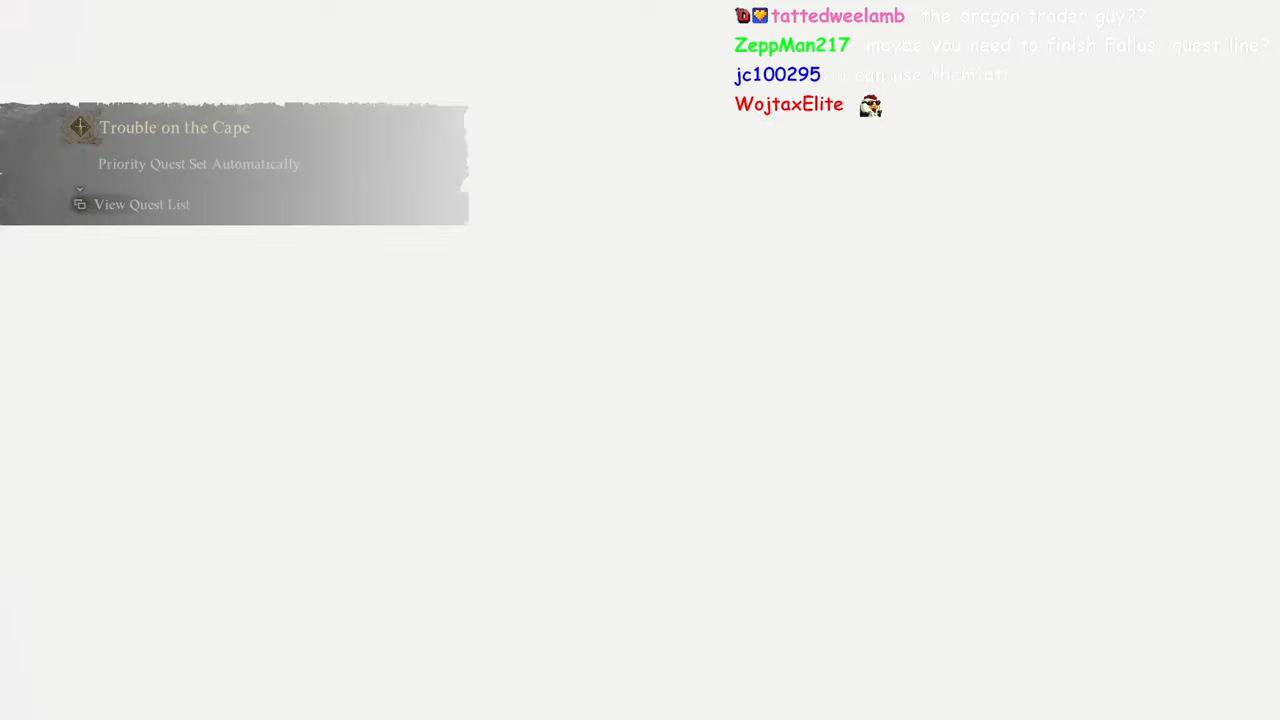 tattedweelamb the dragon trader guy??
ZeppMan217 maybe you need to finish Phallus' quest line?
jc100295 u can use them at
WojtaxElite
Trouble on the Cape
Priority Quest Set Automatically
View Quest List